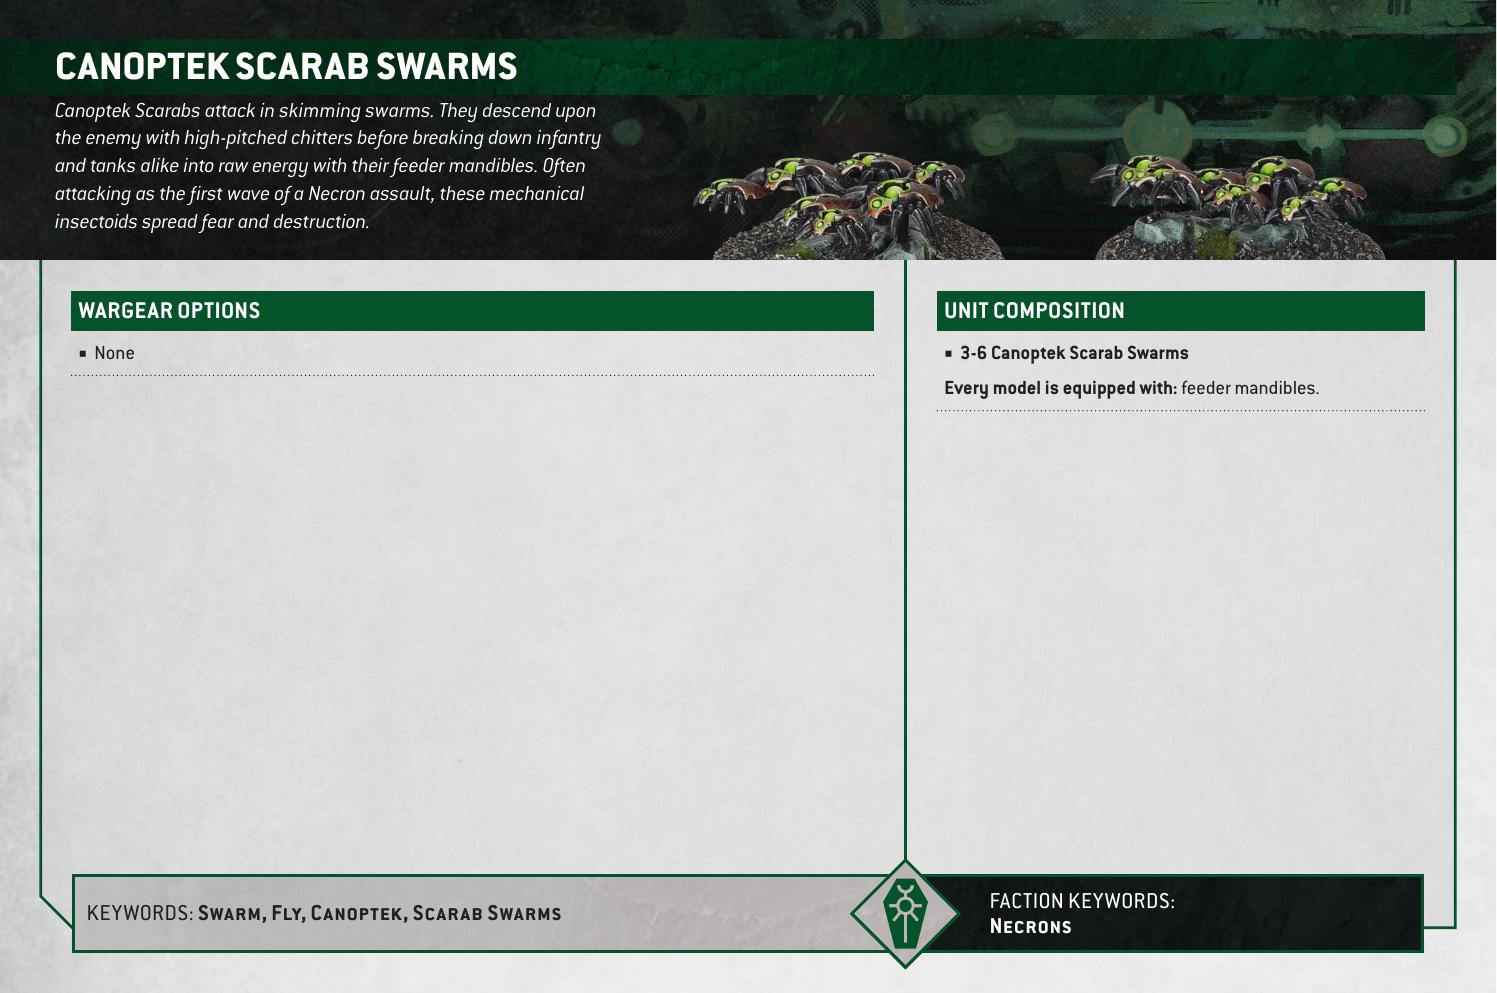 CANOPTEK SCARAB SWARMS
Canoptek Scarabs attack in skimming swarms. They descend upon
the enemy with high-pitched chitters before breaking down infantry
and tanks alike into raw energy with their feeder mandibles. Often
attacking as the first wave of a Necron assault, these mechanical
insectoids spread fear and destruction.
WARGEAR OPTIONS
▪ None
UNIT COMPOSITION
▪ 3-6 Canoptek Scarab Swarms
Every model is equipped with: feeder mandibles.
KEYWORDS: Swarm, Fly, Canoptek, Scarab Swarms
FACTION KEYWORDS:
Necrons